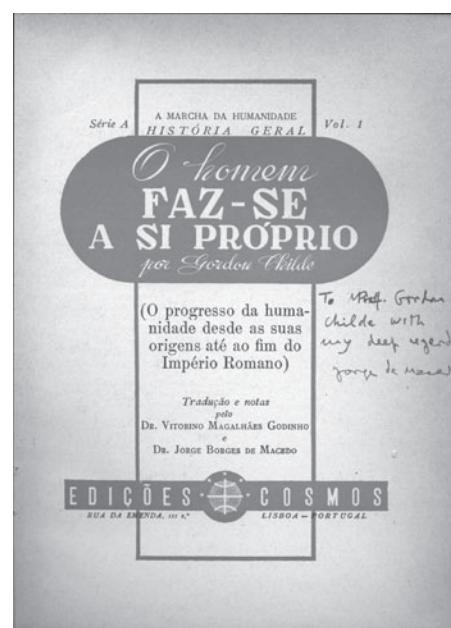 A MARCHA DA HUMANIDADE
Série A HISTÓRIA GERAL Vol. 1
O homem
FAZ-SE
A SI PRÓPRIO
por Gordon Childe
(O progresso da huma-
nidade desde as suas
origens até ao fim do
Império Romano)
To Prof. Gordon
Childe with
my deep regard
Jorge de Macedo
Tradução e notas
pelo
DR. VITORINO MAGALHÃES GODINHO
e
DR. JORGE BORGES DE MACEDO
EDIÇÕES COSMOS
RUA DA EMENDA, LISBOA — PORTUGAL